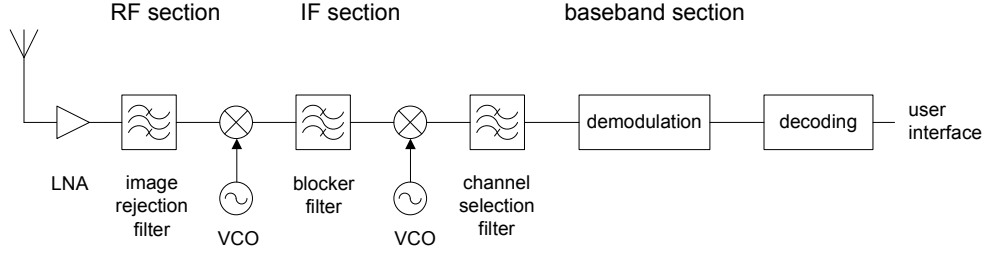 RF section
IF section
baseband section
demodulation
decoding
user
interface
LNA
image
rejection
filter
VCO
blocker
filter
VCO
channel
selection
filter